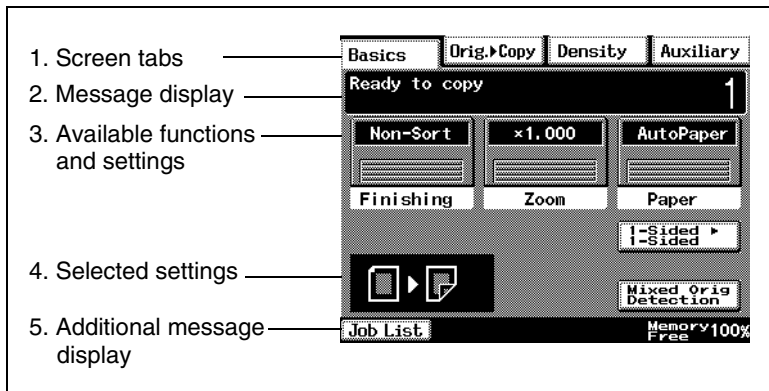 1. Screen tabs
2. Message display
3. Available functions
and settings
4. Selected settings
5. Additional message
display
Basics Orig.▸Copy Density Auxiliary
Ready to copy 1
Non-Sort ×1.000 AutoPaper
Finishing Zoom Paper
1-Sided ▸
1-Sided
Mixed Orig
Detection
Job List Memory
Free 100%